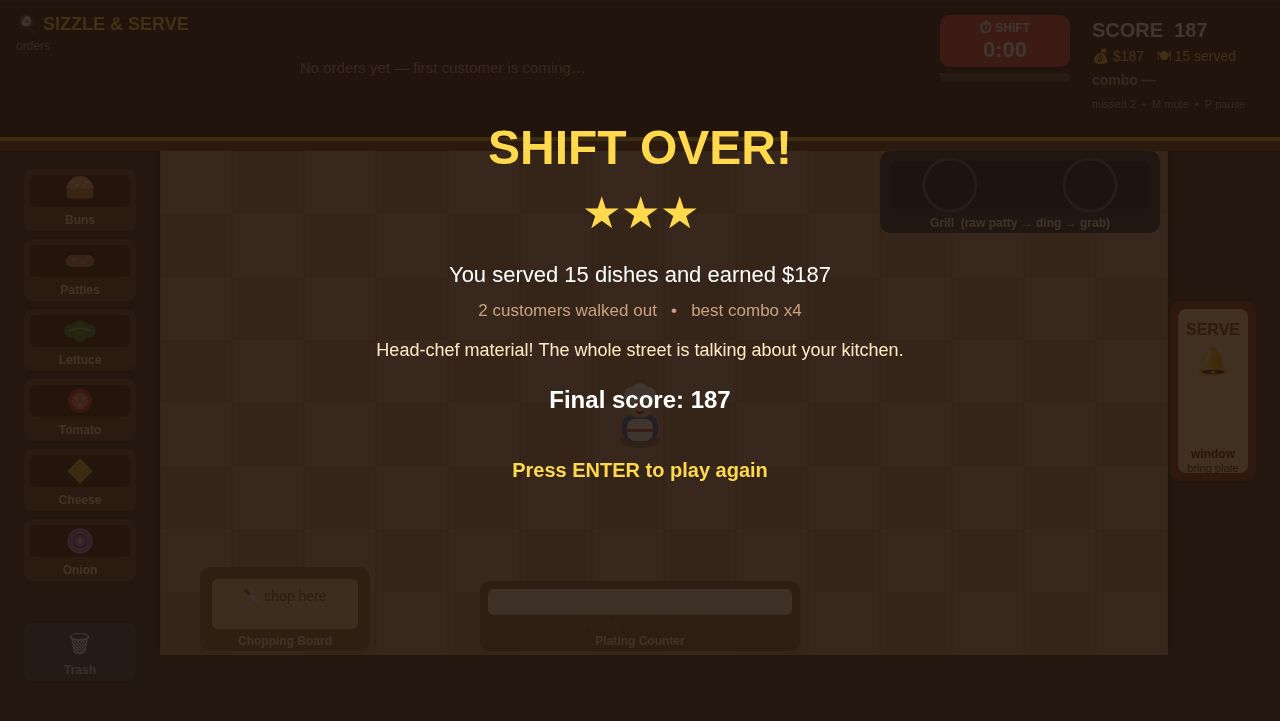 🍳 SIZZLE & SERVE
orders
No orders yet — first customer is coming…
⏱ SHIFT
0:00
SCORE 187
💰 $187 🍽 15 served
combo —
missed 2 • M mute • P pause
SHIFT OVER!
★★★
You served 15 dishes and earned $187
2 customers walked out • best combo x4
Head-chef material! The whole street is talking about your kitchen.
Final score: 187
Press ENTER to play again
Buns
Patties
Lettuce
Tomato
Cheese
Onion
Trash
Grill (raw patty → ding → grab)
SERVE
window
bring plate
🔪 chop here
Chopping Board
Plating Counter